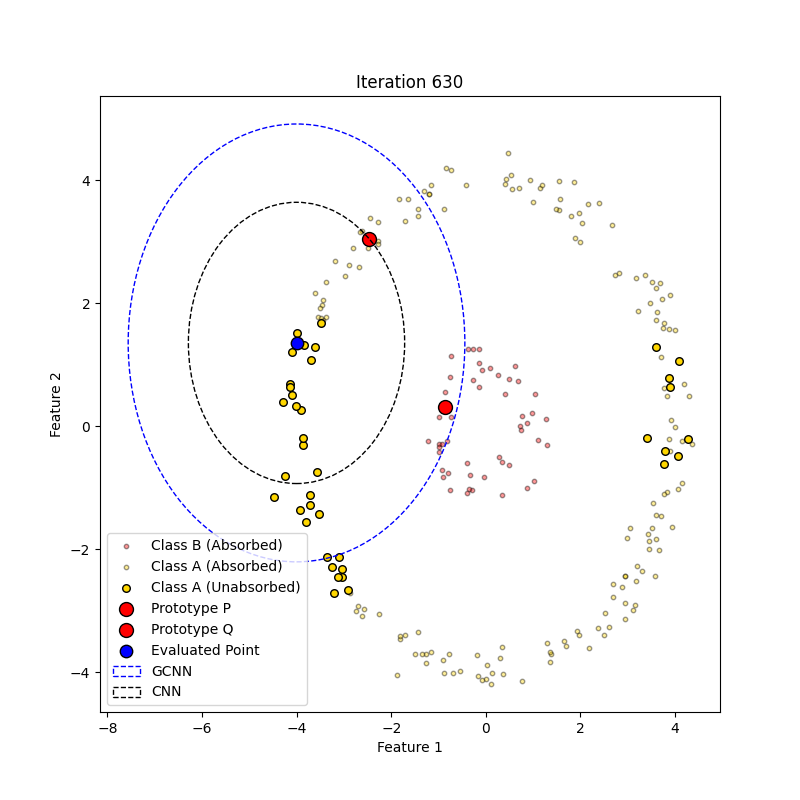 Iteration 630
Feature 2
4
2
0
−2
−4
Class B (Absorbed)
Class A (Absorbed)
Class A (Unabsorbed)
Prototype P
Prototype Q
Evaluated Point
GCNN
CNN
−8 −6 −4 −2 0 2 4
Feature 1